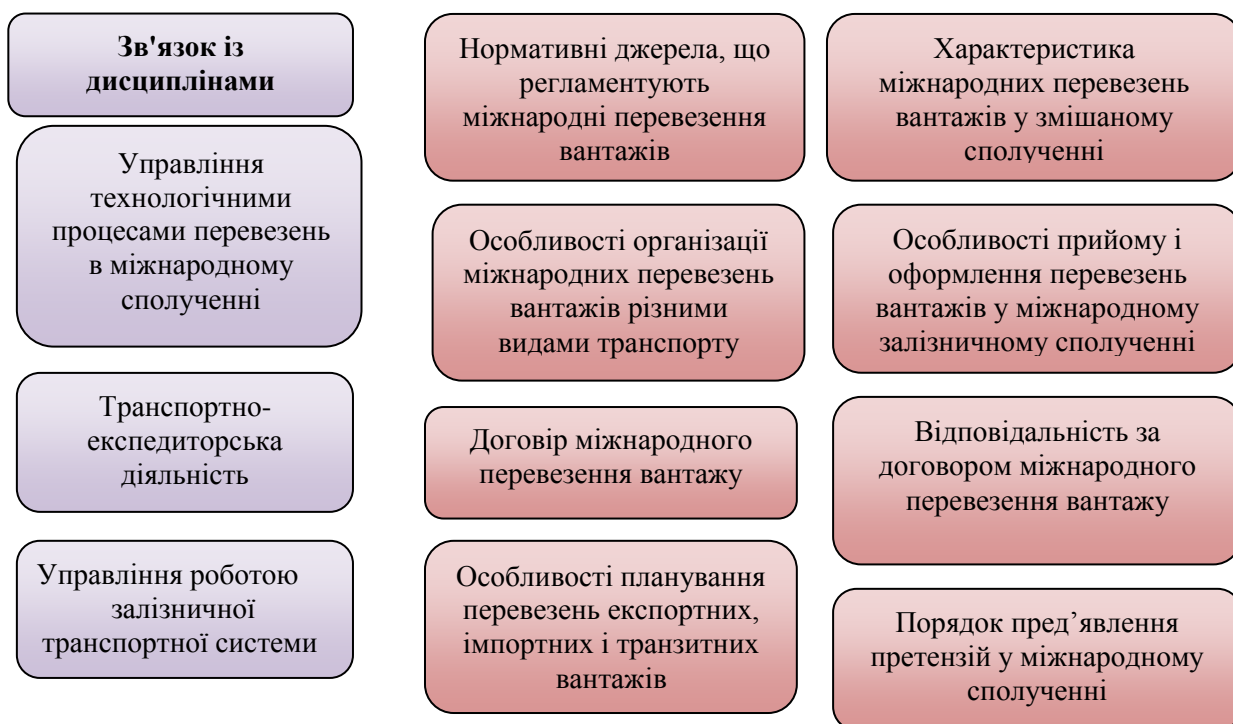 Зв'язок із
дисциплінами
Управління
технологічними
процесами перевезень
в міжнародному
сполученні
Транспортно-
експедиторська
діяльність
Управління роботою
залізничної
транспортної системи
Нормативні джерела, що
регламентують
міжнародні перевезення
вантажів
Особливості організації
міжнародних перевезень
вантажів різними
видами транспорту
Договір міжнародного
перевезення вантажу
Особливості планування
перевезень експортних,
імпортних і транзитних
вантажів
Характеристика
міжнародних перевезень
вантажів у змішаному
сполученні
Особливості прийому і
оформлення перевезень
вантажів у міжнародному
залізничному сполученні
Відповідальність за
договором міжнародного
перевезення вантажу
Порядок пред’явлення
претензій у міжнародному
сполученні